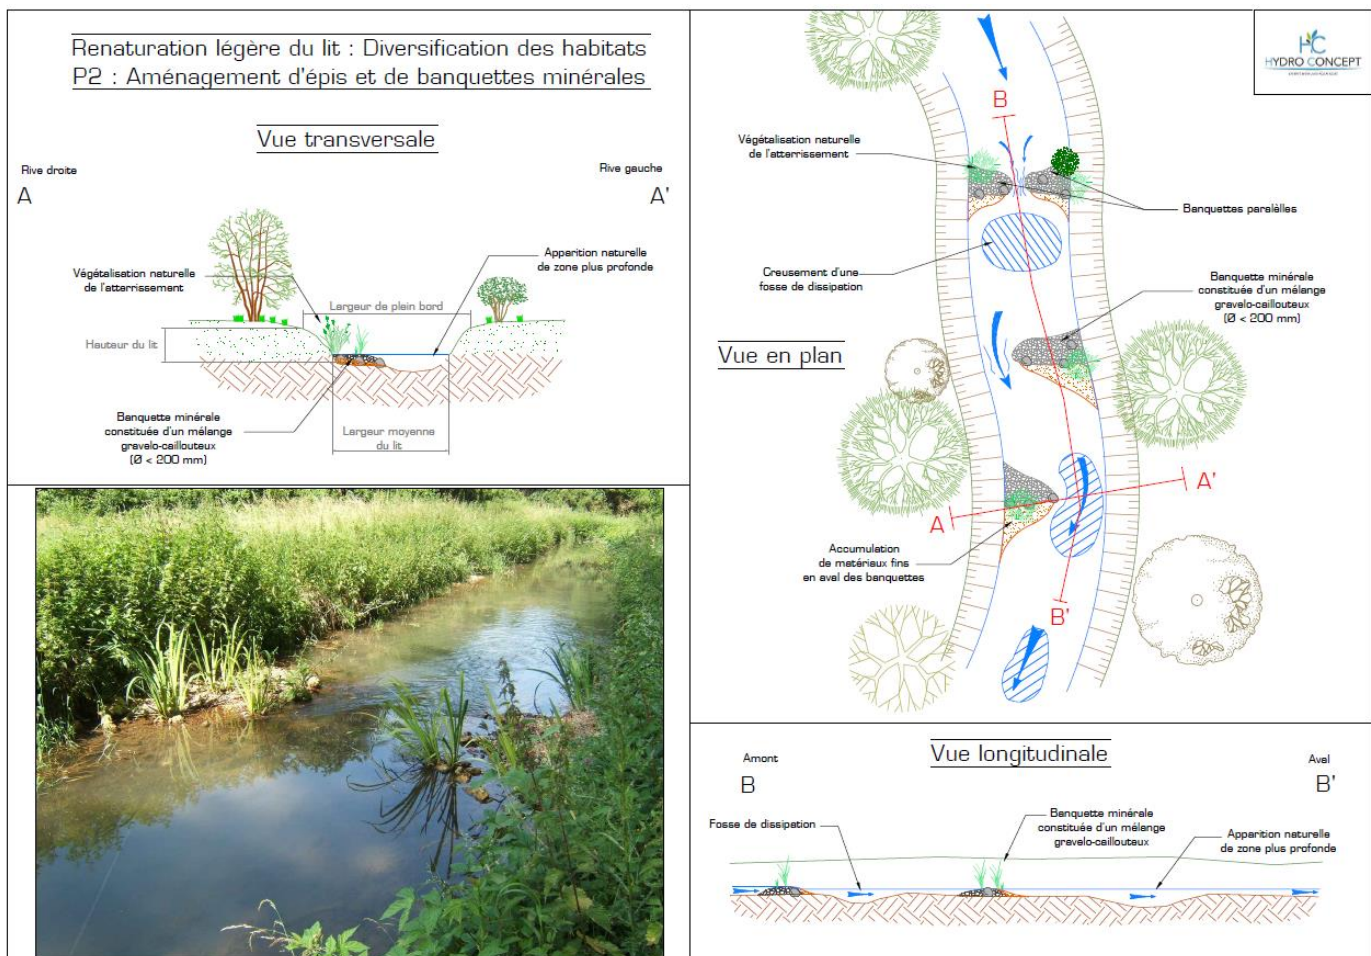 Renaturation légère du lit : Diversification des habitats
P2 : Aménagement d'épis et de banquettes minérales
Vue transversale
Rive droite
Rive gauche
A
A'
Végétalisation naturelle
de l'atterrissement
Apparition naturelle
de zone plus profonde
Largeur de plein bord
Hauteur du lit
Banquette minérale
constituée d'un mélange
gravelo-caillouteux
(Ø < 200 mm)
Largeur moyenne
du lit
HC
HYDRO CONCEPT
B
Végétalisation naturelle
de l'atterrissement
Banquettes paralèlles
Creusement d'une
fosse de dissipation
Banquette minérale
constituée d'un mélange
gravelo-caillouteux
(Ø < 200 mm)
Vue en plan
A'
A
Accumulation
de matériaux fins
en aval des banquettes
B'
Vue longitudinale
Amont
Aval
B
B'
Fosse de dissipation
Banquette minérale
constituée d'un mélange
gravelo-caillouteux
Apparition naturelle
de zone plus profonde